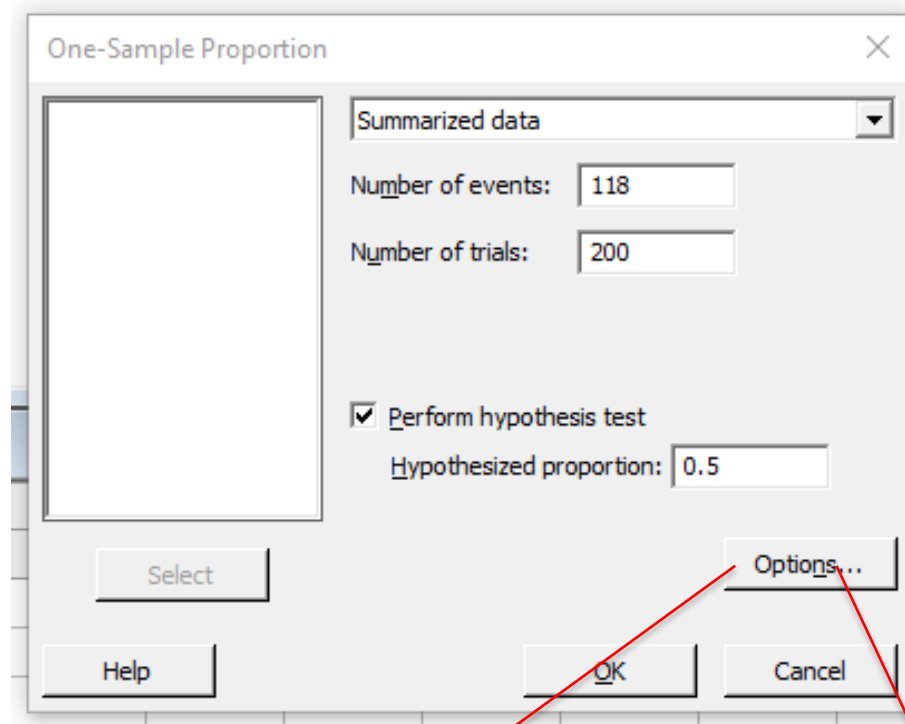 One-Sample Proportion
Summarized data
Number of events: 118
Number of trials: 200
Perform hypothesis test
Hypothesized proportion: 0.5
Select
Options...
Help
OK
Cancel